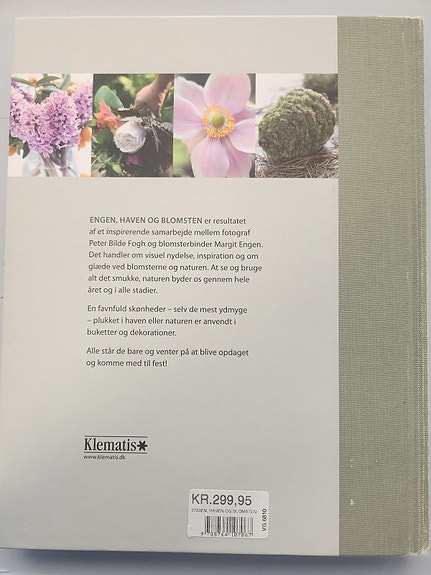 ENGEN, HAVEN OG BLOMSTEN er resultatet
af et inspirerende samarbejde mellem fotograf
Peter Bilde Fogh og blomsterbinder Margit Engen.
Det handler om visuel nydelse, inspiration og om
glæde ved blomsterne og naturen. At se og bruge
alt det smukke, naturen byder os gennem hele
året og i alle stadier.
En favnfuld skønheder – selv de mest ydmyge
– plukket i haven eller naturen er anvendt i
buketter og dekorationer.
Alle står de bare og venter på at blive opdaget
og komme med til fest!
Klematis
www.klematis.dk
KR.299,95
ENGEN, HAVEN OG BLOMSTEN
VG 6810